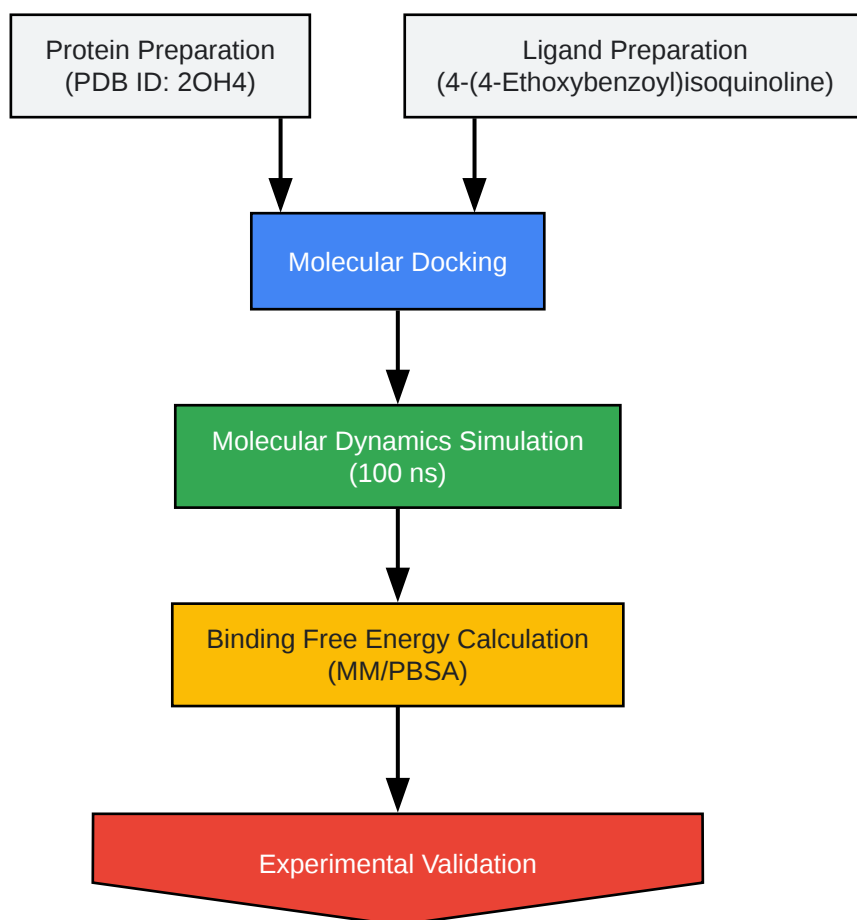 Protein Preparation
(PDB ID: 2OH4)
Ligand Preparation
(4-(4-Ethoxybenzoyl)isoquinoline)
Molecular Docking
Molecular Dynamics Simulation
(100 ns)
Binding Free Energy Calculation
(MM/PBSA)
Experimental Validation